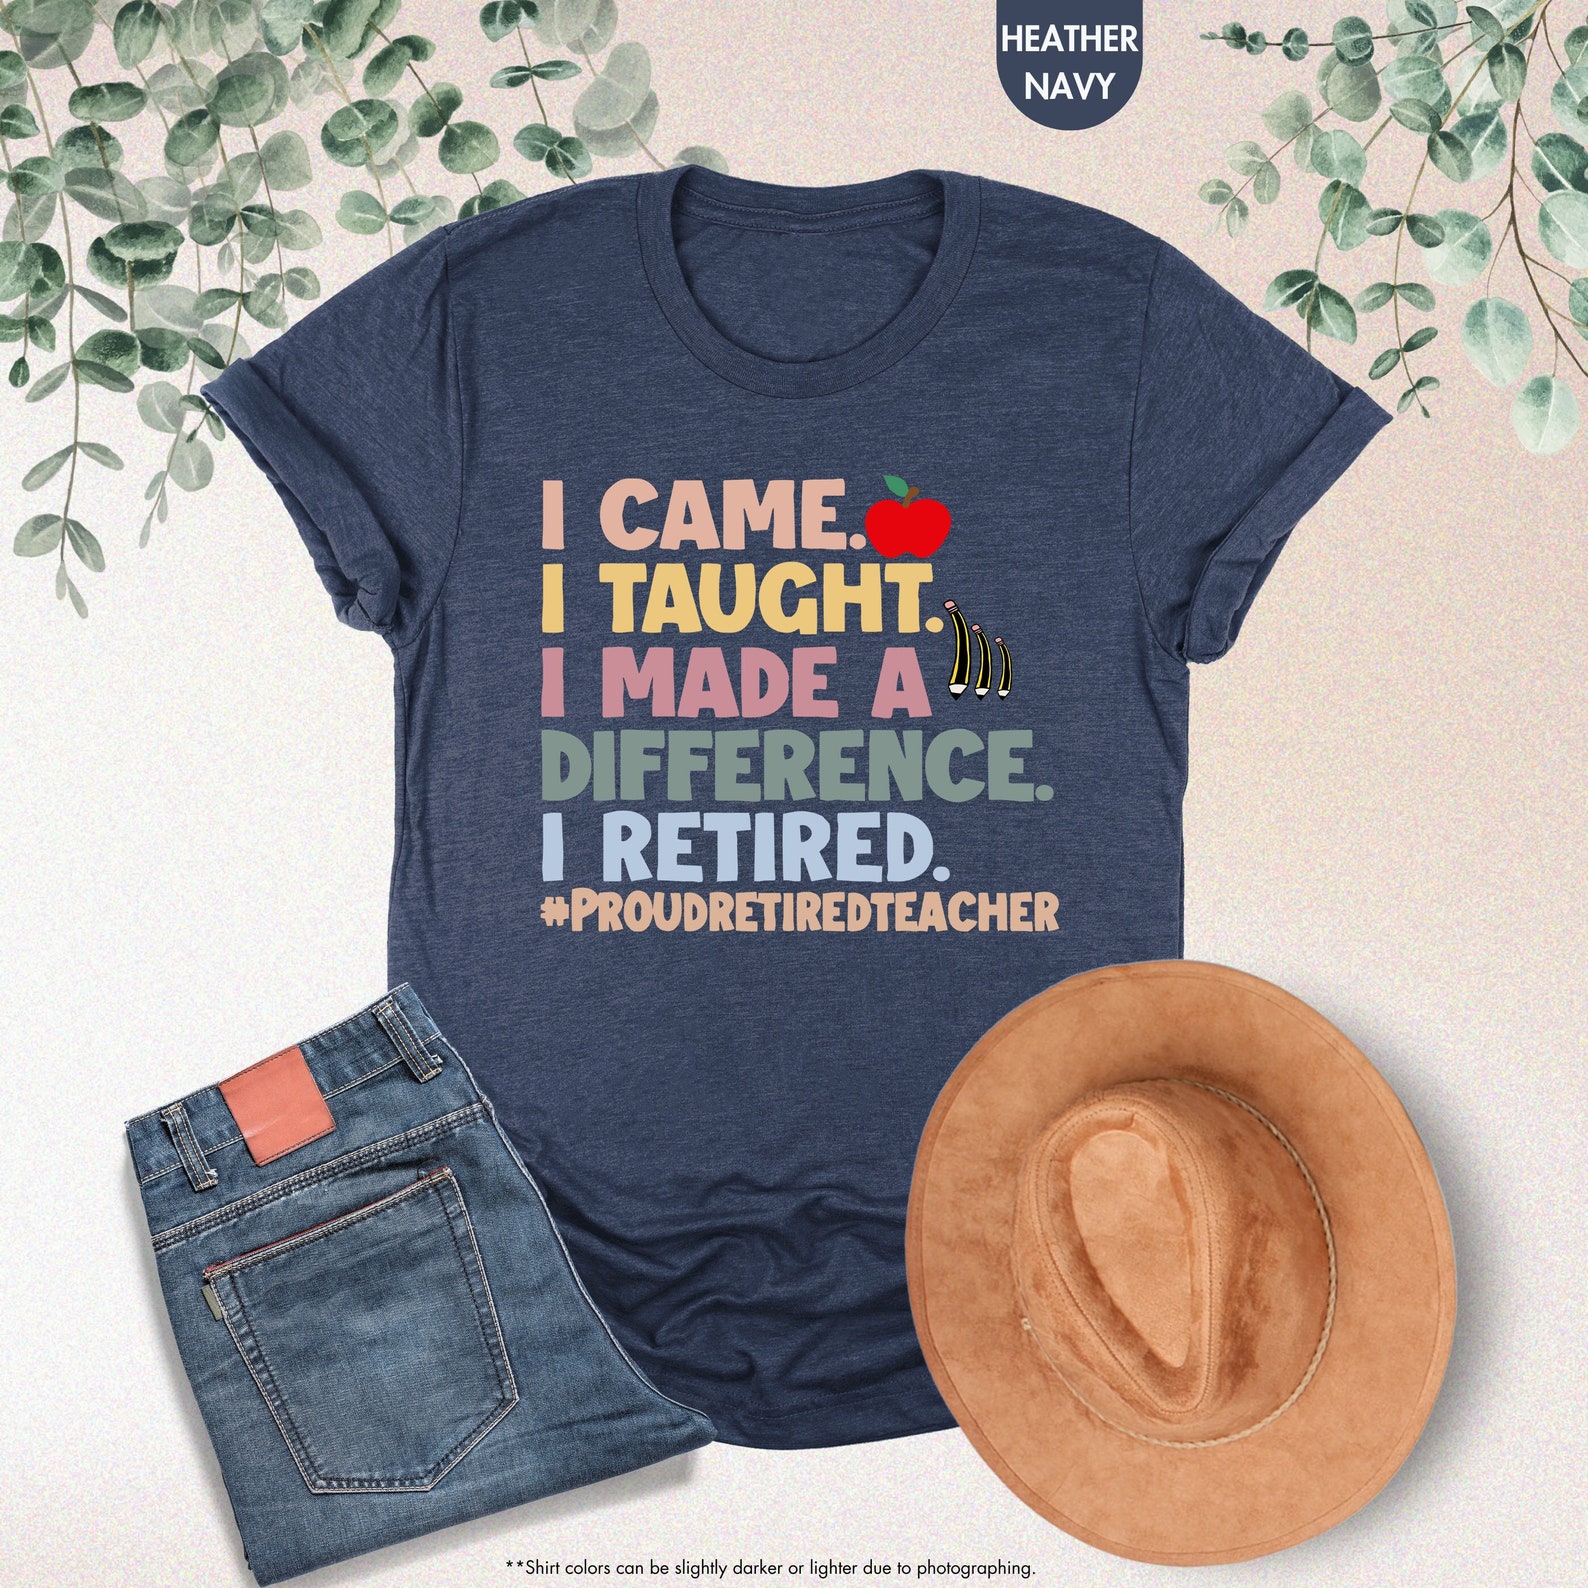 HEATHER
NAVY
I CAME.
I TAUGHT.
I MADE A
DIFFERENCE.
I RETIRED.
#PROUDRETIREDTEACHER
**Shirt colors can be slightly darker or lighter due to photographing.